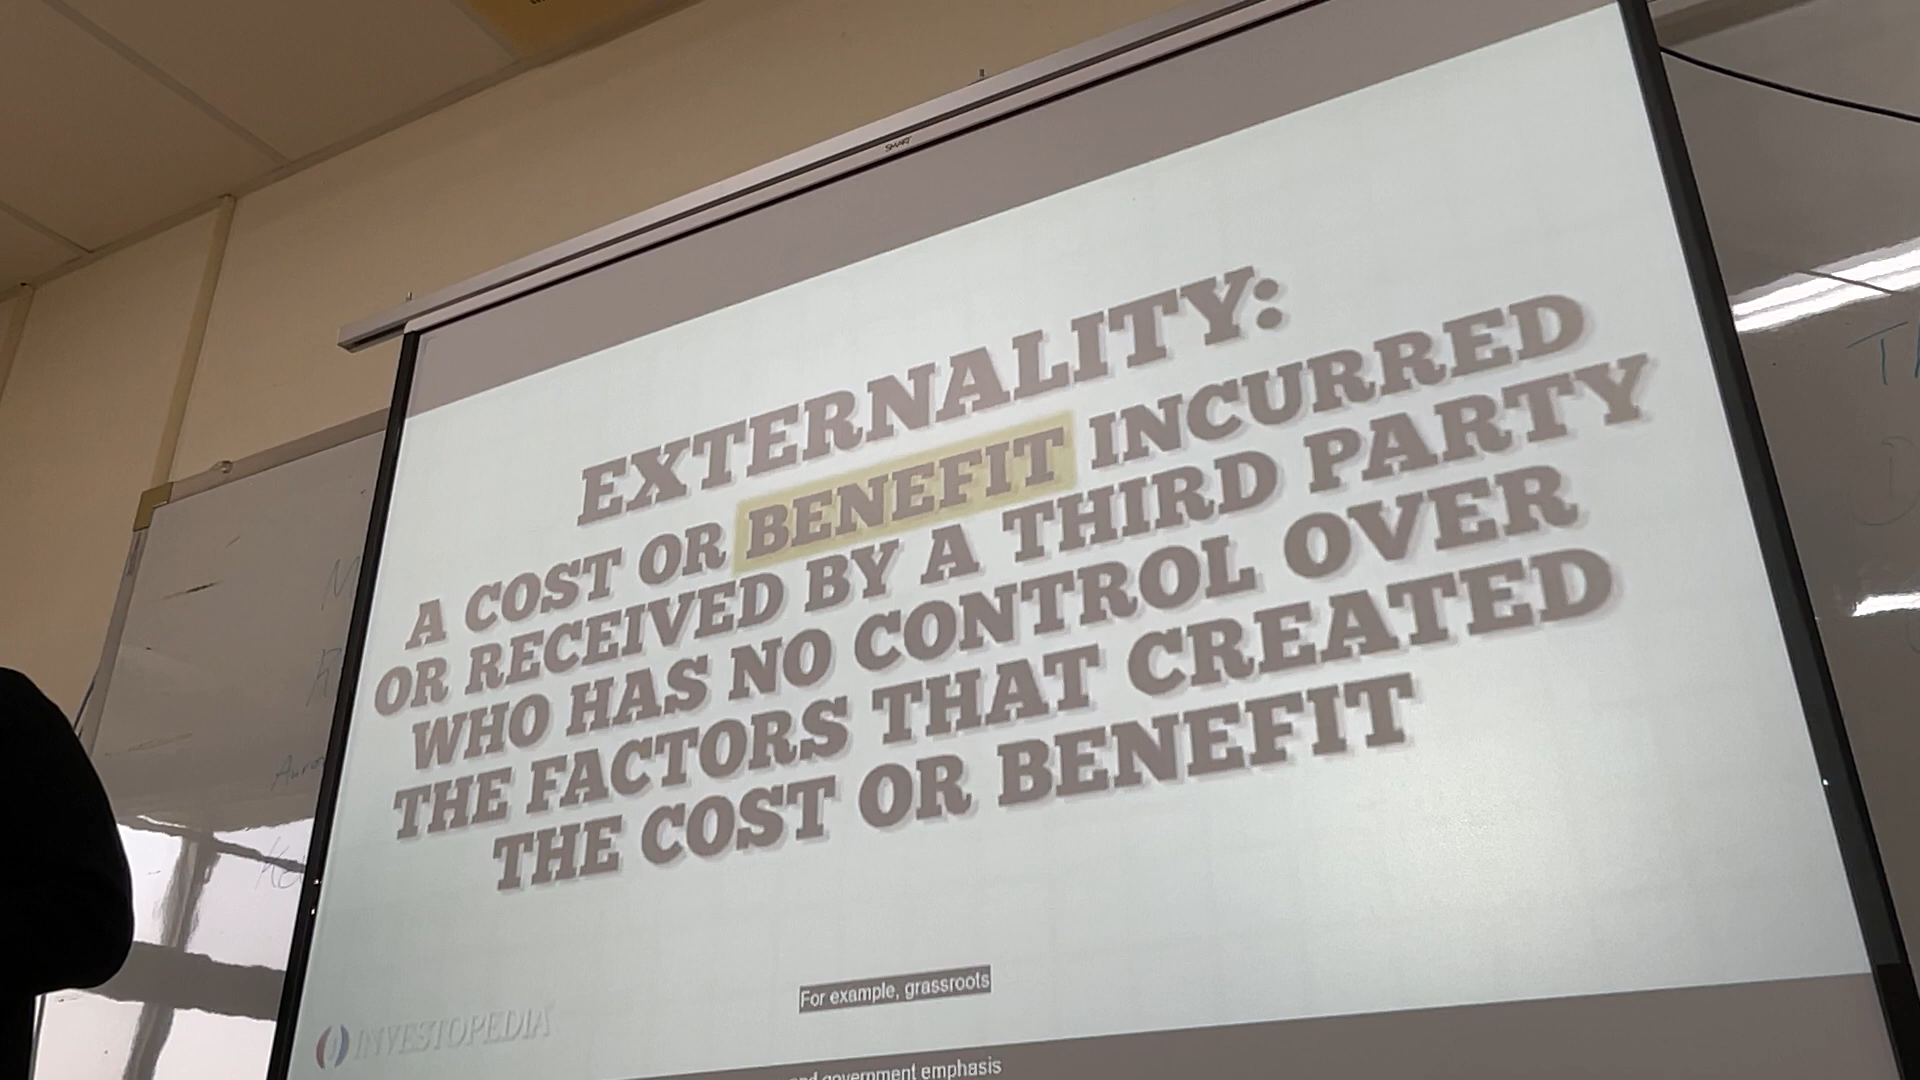 SMART
EXTERNALITY:
A COST OR BENEFIT INCURRED
OR RECEIVED BY A THIRD PARTY
WHO HAS NO CONTROL OVER
THE FACTORS THAT CREATED
THE COST OR BENEFIT
For example, grassroots
government emphasis
INVESTOPEDIA